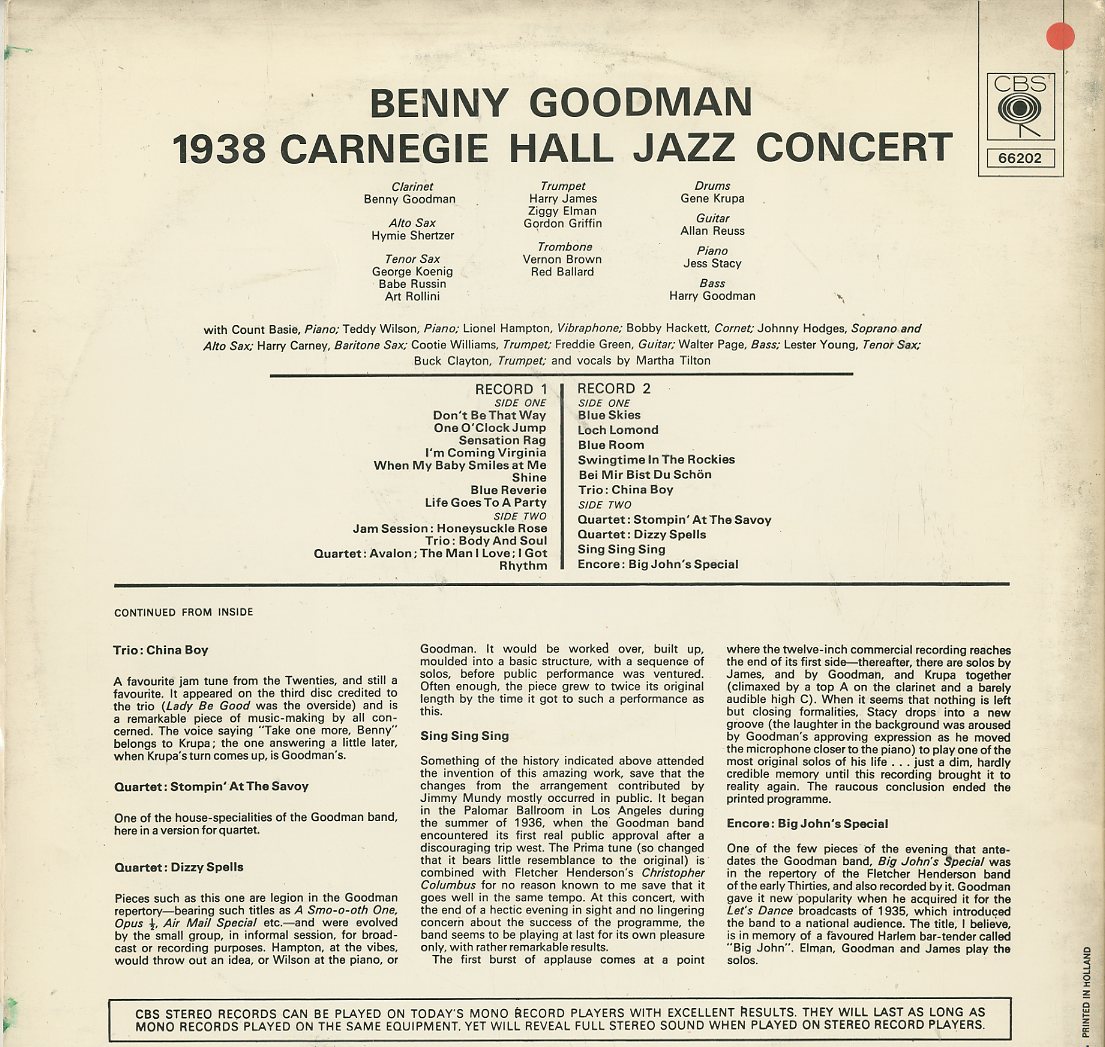 CBS
66202
BENNY GOODMAN
1938 CARNEGIE HALL JAZZ CONCERT
Clarinet
Benny Goodman
Alto Sax
Hymie Shertzer
Tenor Sax
George Koenig
Babe Russin
Art Rollini
Trumpet
Harry James
Ziggy Elman
Gordon Griffin
Trombone
Vernon Brown
Red Ballard
Drums
Gene Krupa
Guitar
Allan Reuss
Piano
Jess Stacy
Bass
Harry Goodman
with Count Basie, Piano; Teddy Wilson, Piano; Lionel Hampton, Vibraphone; Bobby Hackett, Cornet; Johnny Hodges, Soprano and
Alto Sax; Harry Carney, Baritone Sax; Cootie Williams, Trumpet; Freddie Green, Guitar; Walter Page, Bass; Lester Young, Tenor Sax;
Buck Clayton, Trumpet; and vocals by Martha Tilton
RECORD 1
SIDE ONE
Don't Be That Way
One O'Clock Jump
Sensation Rag
I'm Coming Virginia
When My Baby Smiles at Me
Shine
Blue Reverie
Life Goes To A Party
SIDE TWO
Jam Session: Honeysuckle Rose
Trio: Body And Soul
Quartet: Avalon; The Man I Love; I Got
Rhythm
RECORD 2
SIDE ONE
Blue Skies
Loch Lomond
Blue Room
Swingtime In The Rockies
Bei Mir Bist Du Schön
Trio: China Boy
SIDE TWO
Quartet: Stompin' At The Savoy
Quartet: Dizzy Spells
Sing Sing Sing
Encore: Big John's Special
CONTINUED FROM INSIDE
Trio: China Boy
A favourite jam tune from the Twenties, and still a
favourite. It appeared on the third disc credited to
the trio (Lady Be Good was the overside) and is
a remarkable piece of music-making by all con-
cerned. The voice saying "Take one more, Benny"
belongs to Krupa; the one answering a little later,
when Krupa's turn comes up, is Goodman's.
Quartet: Stompin' At The Savoy
One of the house-specialities of the Goodman band,
here in a version for quartet.
Quartet: Dizzy Spells
Pieces such as this one are legion in the Goodman
repertory—bearing such titles as A Smo-o-oth One,
Opus ½, Air Mail Special etc.—and were evolved
by the small group, in informal session, for broad-
cast or recording purposes. Hampton, at the vibes,
would throw out an idea, or Wilson at the piano, or
Goodman. It would be worked over, built up,
moulded into a basic structure, with a sequence of
solos, before public performance was ventured.
Often enough, the piece grew to twice its original
length by the time it got to such a performance as
this.
Sing Sing Sing
Something of the history indicated above attended
the invention of this amazing work, save that the
changes from the arrangement contributed by
Jimmy Mundy mostly occurred in public. It began
in the Palomar Ballroom in Los Angeles during
the summer of 1936, when the Goodman band
encountered its first real public approval after a
discouraging trip west. The Prima tune (so changed
that it bears little resemblance to the original) is
combined with Fletcher Henderson's Christopher
Columbus for no reason known to me save that it
goes well in the same tempo. At this concert, with
the end of a hectic evening in sight and no lingering
concern about the success of the programme, the
band seems to be playing at last for its own pleasure
only, with rather remarkable results.
The first burst of applause comes at a point
where the twelve-inch commercial recording reaches
the end of its first side—thereafter, there are solos by
James, and by Goodman, and Krupa together
(climaxed by a top A on the clarinet and a barely
audible high C). When it seems that nothing is left
but closing formalities, Stacy drops into a new
groove (the laughter in the background was aroused
by Goodman's approving expression as he moved
the microphone closer to the piano) to play one of the
most original solos of his life . . . just a dim, hardly
credible memory until this recording brought it to
reality again. The raucous conclusion ended the
printed programme.
Encore: Big John's Special
One of the few pieces of the evening that ante-
dates the Goodman band, Big John's Special was
in the repertory of the Fletcher Henderson band
of the early Thirties, and also recorded by it. Goodman
gave it new popularity when he acquired it for the
Let's Dance broadcasts of 1935, which introduced
the band to a national audience. The title, I believe,
is in memory of a favoured Harlem bar-tender called
"Big John". Elman, Goodman and James play the
solos.
CBS STEREO RECORDS CAN BE PLAYED ON TODAY'S MONO RECORD PLAYERS WITH EXCELLENT RESULTS. THEY WILL LAST AS LONG AS
MONO RECORDS PLAYED ON THE SAME EQUIPMENT, YET WILL REVEAL FULL STEREO SOUND WHEN PLAYED ON STEREO RECORD PLAYERS.
PRINTED IN HOLLAND